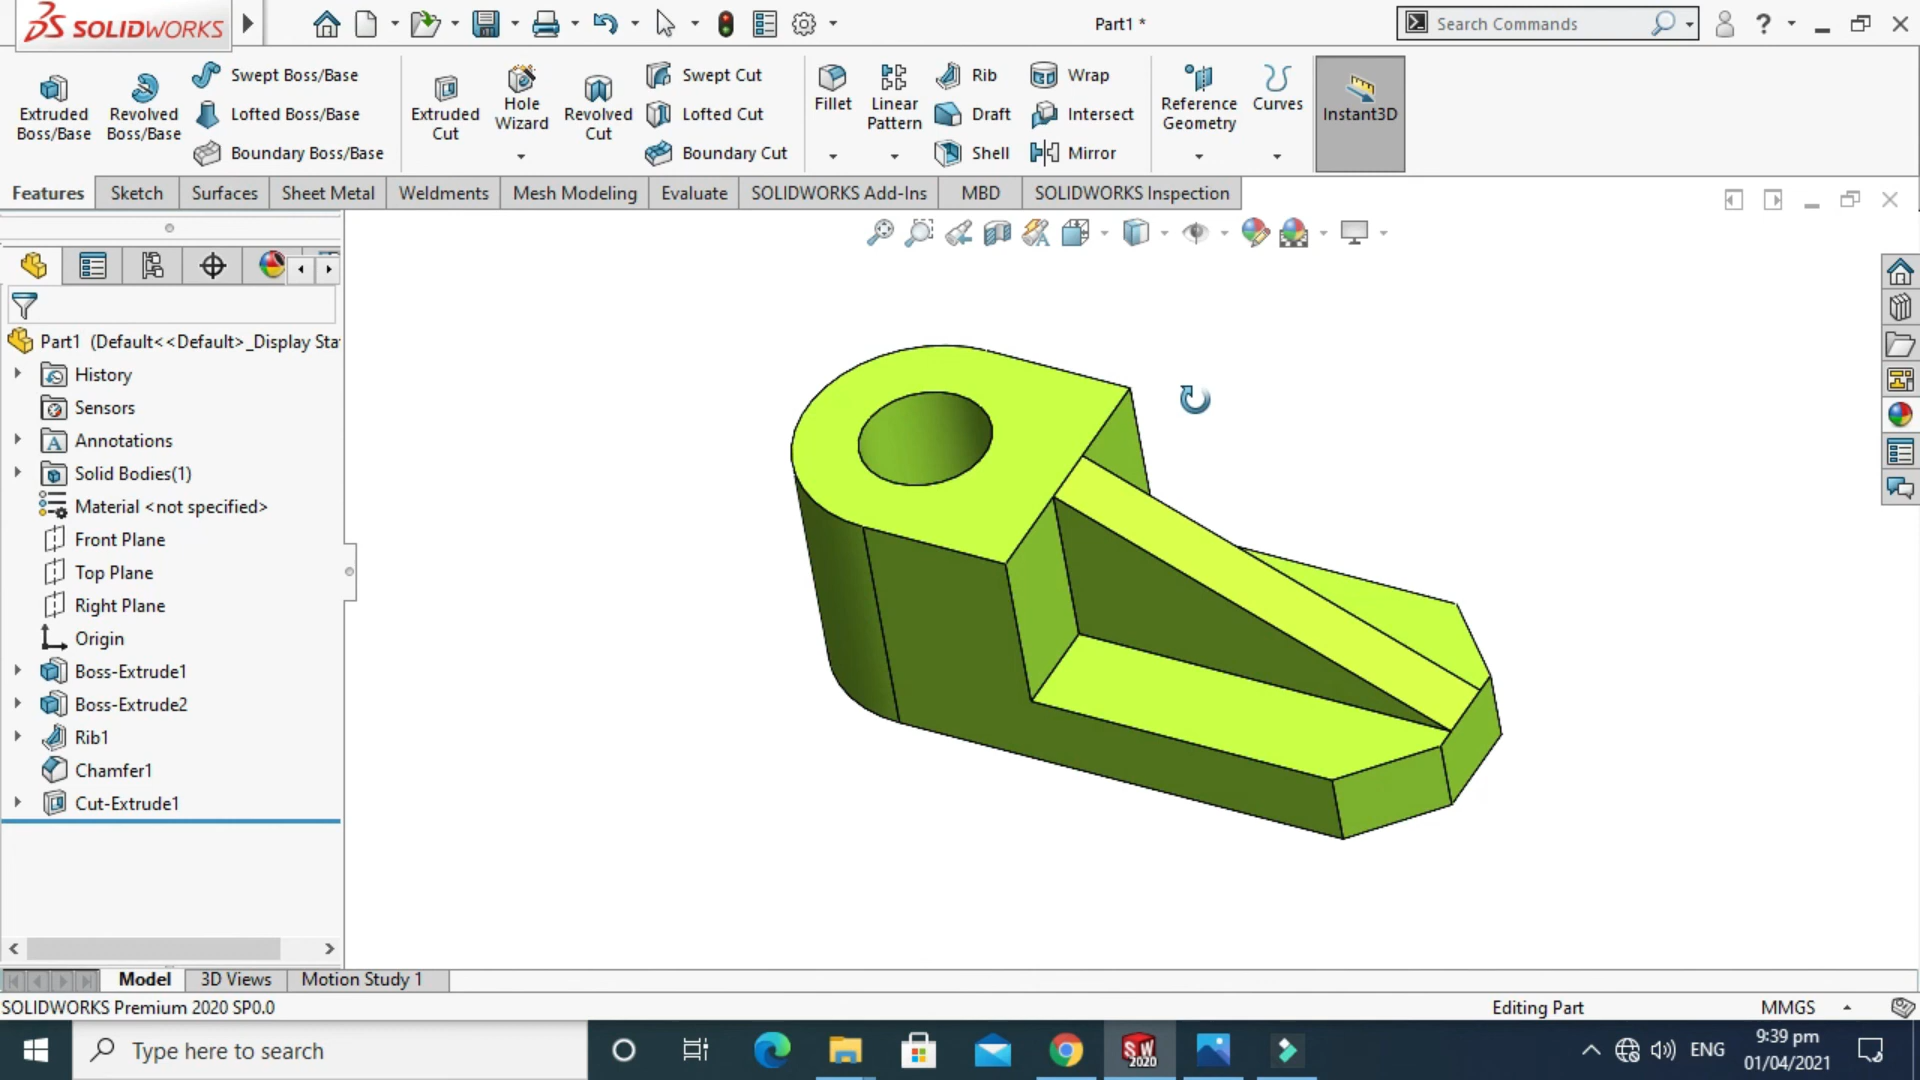 SOLIDWORKS
Part1 *
Search Commands
?
Extruded Boss/Base
Revolved Boss/Base
Swept Boss/Base
Lofted Boss/Base
Boundary Boss/Base
Extruded Cut
Hole Wizard
Revolved Cut
Swept Cut
Lofted Cut
Boundary Cut
Fillet
Linear Pattern
Rib
Draft
Shell
Wrap
Intersect
Mirror
Reference Geometry
Curves
Instant3D
Features
Sketch
Surfaces
Sheet Metal
Weldments
Mesh Modeling
Evaluate
SOLIDWORKS Add-Ins
MBD
SOLIDWORKS Inspection
Part1 (Default<<Default>_Display Sta
History
Sensors
Annotations
Solid Bodies(1)
Material <not specified>
Front Plane
Top Plane
Right Plane
Origin
Boss-Extrude1
Boss-Extrude2
Rib1
Chamfer1
Cut-Extrude1
Model
3D Views
Motion Study 1
SOLIDWORKS Premium 2020 SP0.0
Editing Part
MMGS
Type here to search
SW 2020
ENG
9:39 pm
01/04/2021